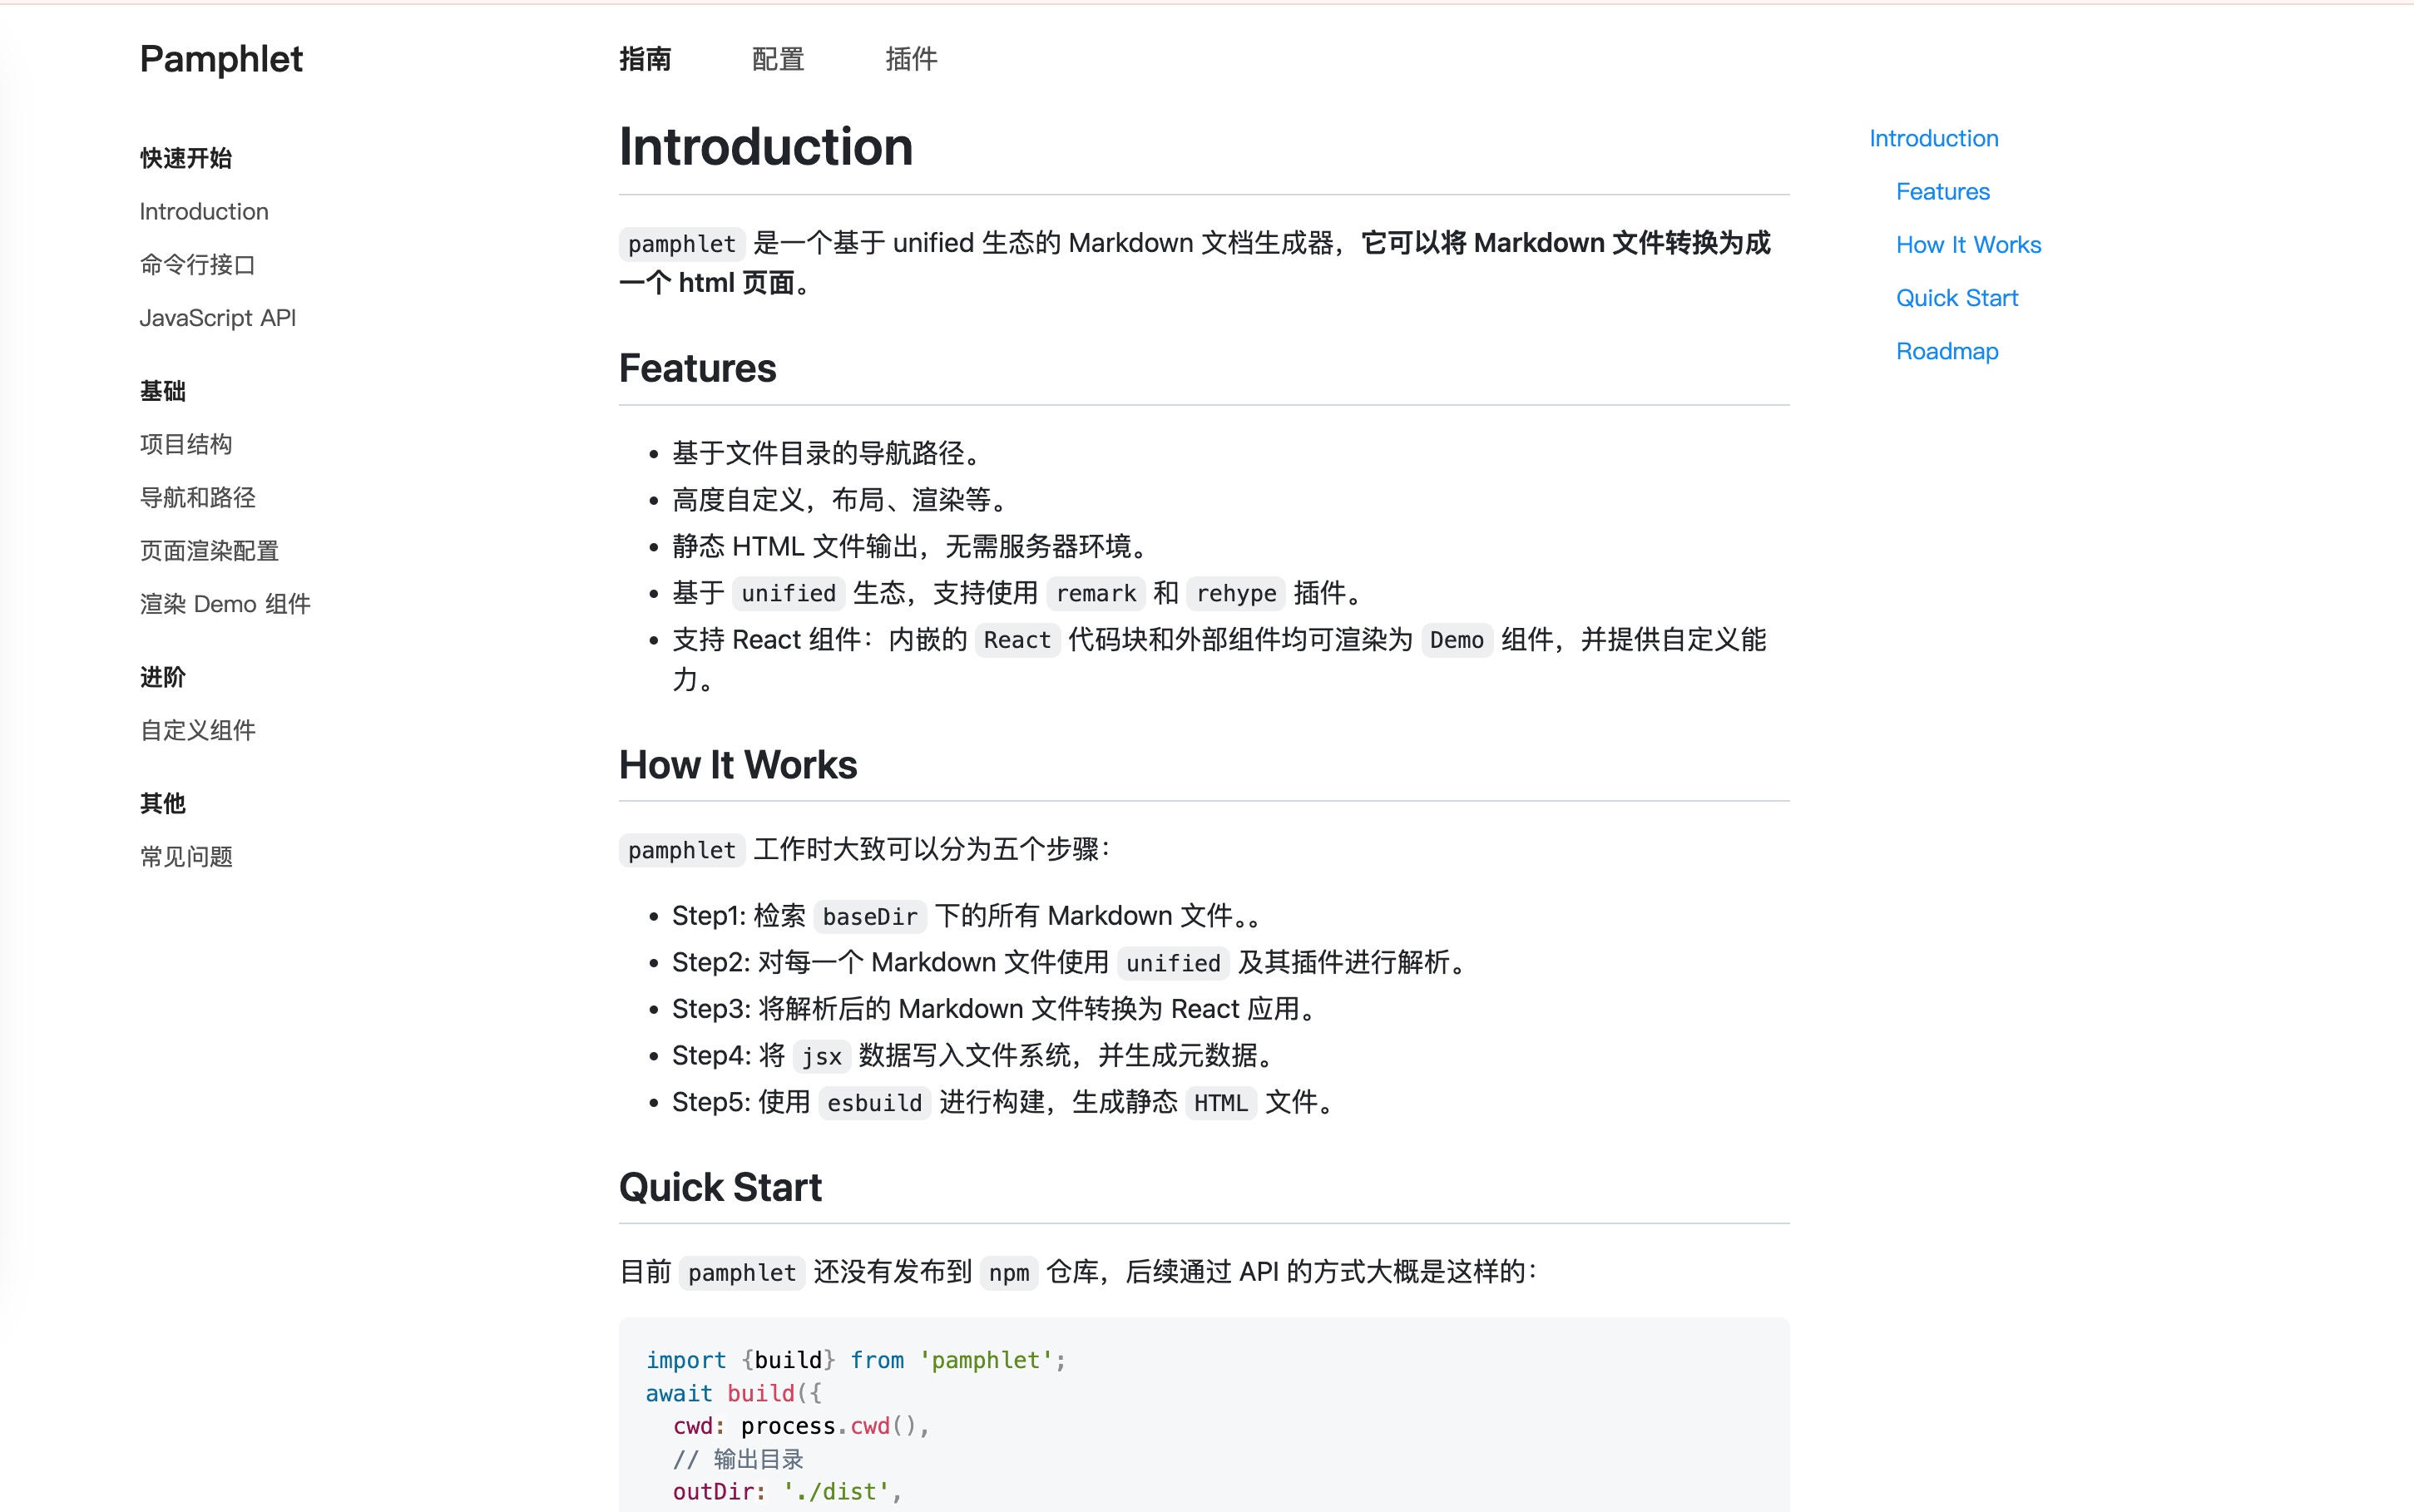 Pamphlet
指南
配置
插件
快速开始
Introduction
命令行接口
JavaScript API
基础
项目结构
导航和路径
页面渲染配置
渲染 Demo 组件
进阶
自定义组件
其他
常见问题
Introduction
pamphlet 是一个基于 unified 生态的 Markdown 文档生成器，它可以将 Markdown 文件转换为成
一个 html 页面。
Features
基于文件目录的导航路径。
高度自定义，布局、渲染等。
静态 HTML 文件输出，无需服务器环境。
基于 unified 生态，支持使用 remark 和 rehype 插件。
支持 React 组件：内嵌的 React 代码块和外部组件均可渲染为 Demo 组件，并提供自定义能
力。
How It Works
pamphlet 工作时大致可以分为五个步骤：
Step1: 检索 baseDir 下的所有 Markdown 文件。。
Step2: 对每一个 Markdown 文件使用 unified 及其插件进行解析。
Step3: 将解析后的 Markdown 文件转换为 React 应用。
Step4: 将 jsx 数据写入文件系统，并生成元数据。
Step5: 使用 esbuild 进行构建，生成静态 HTML 文件。
Quick Start
目前 pamphlet 还没有发布到 npm 仓库，后续通过 API 的方式大概是这样的：
import {build} from 'pamphlet';
await build({
  cwd: process.cwd(),
  // 输出目录
  outDir: './dist',
Introduction
Features
How It Works
Quick Start
Roadmap